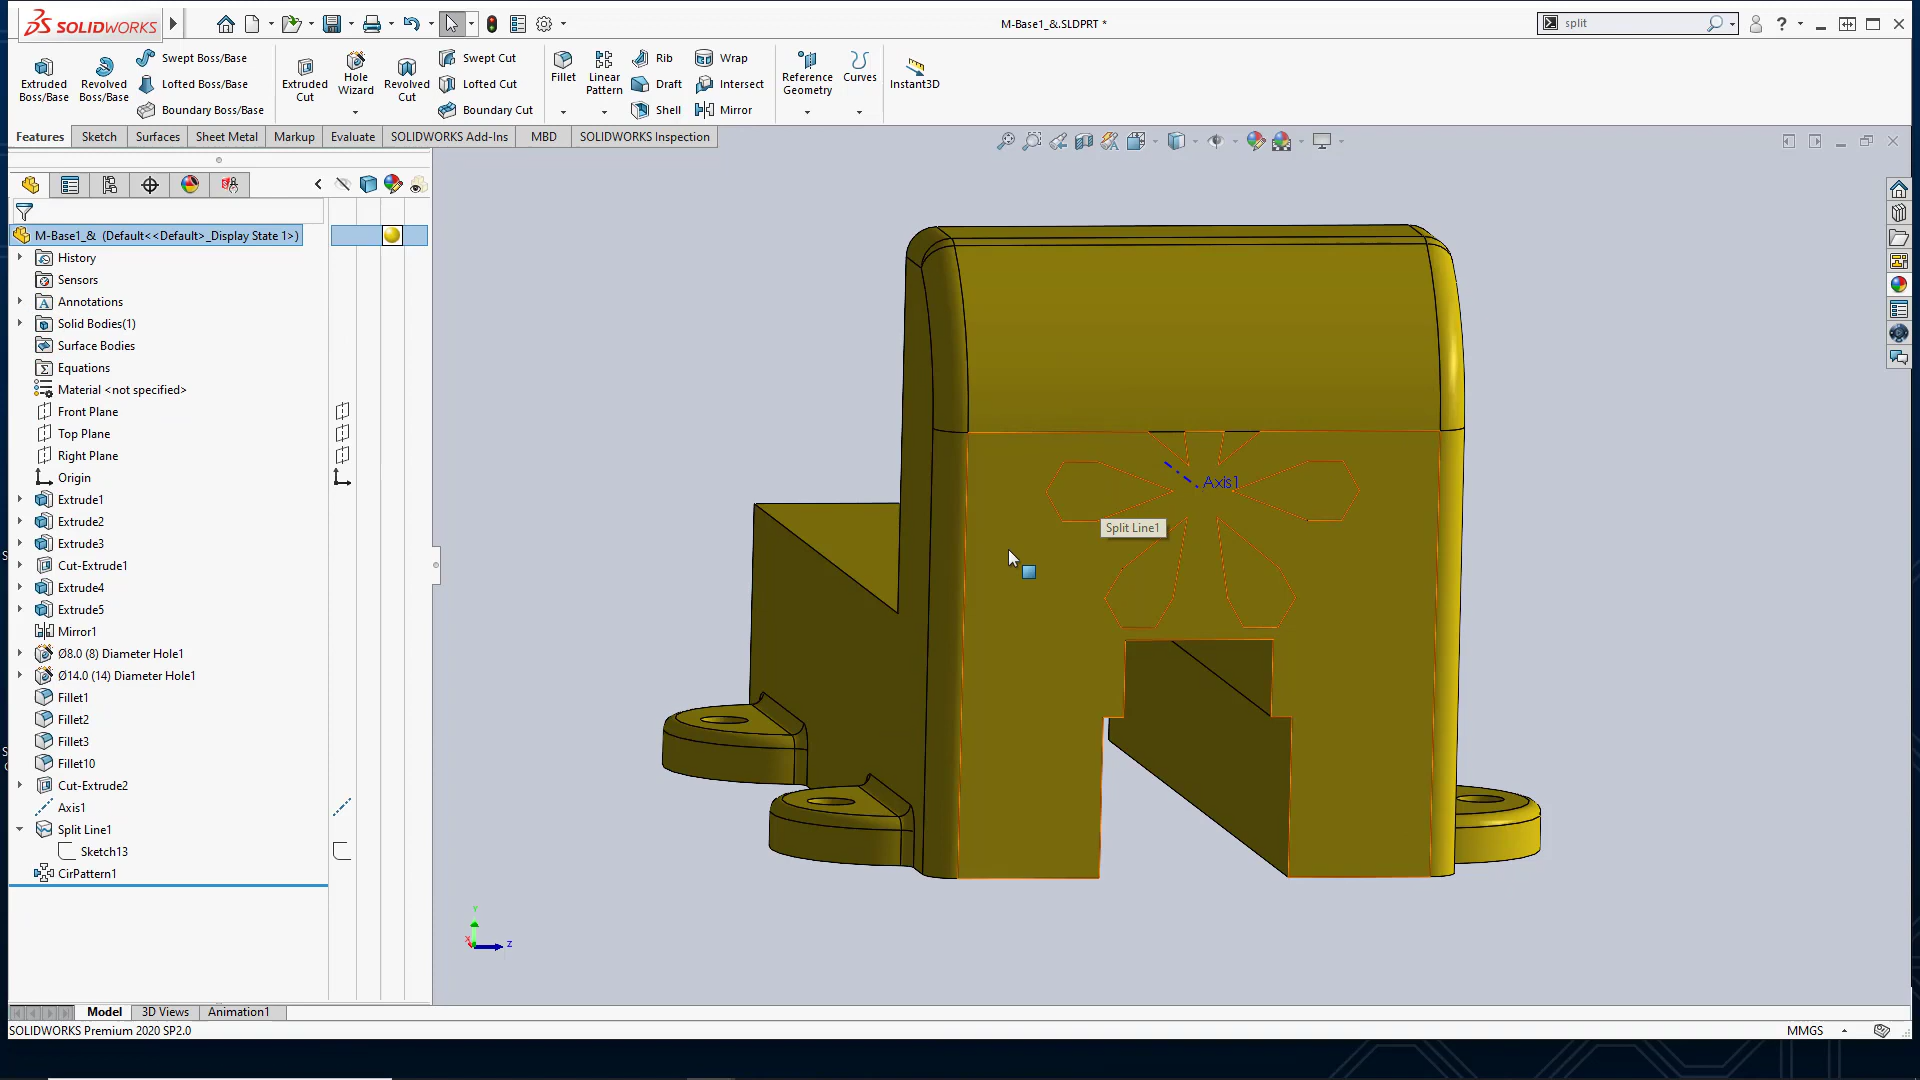 SOLIDWORKS
M-Base1_&.SLDPRT *
split
Extruded Boss/Base
Revolved Boss/Base
Swept Boss/Base
Lofted Boss/Base
Boundary Boss/Base
Extruded Cut
Hole Wizard
Revolved Cut
Swept Cut
Lofted Cut
Boundary Cut
Fillet
Linear Pattern
Rib
Draft
Shell
Wrap
Intersect
Mirror
Reference Geometry
Curves
Instant3D
Features
Sketch
Surfaces
Sheet Metal
Markup
Evaluate
SOLIDWORKS Add-Ins
MBD
SOLIDWORKS Inspection
M-Base1_& (Default<<Default>_Display State 1>)
History
Sensors
Annotations
Solid Bodies(1)
Surface Bodies
Equations
Material <not specified>
Front Plane
Top Plane
Right Plane
Origin
Extrude1
Extrude2
Extrude3
Cut-Extrude1
Extrude4
Extrude5
Mirror1
Ø8.0 (8) Diameter Hole1
Ø14.0 (14) Diameter Hole1
Fillet1
Fillet2
Fillet3
Fillet10
Cut-Extrude2
Axis1
Split Line1
Sketch13
CirPattern1
Axis1
Split Line1
Y
X
Z
Model
3D Views
Animation1
SOLIDWORKS Premium 2020 SP2.0
MMGS